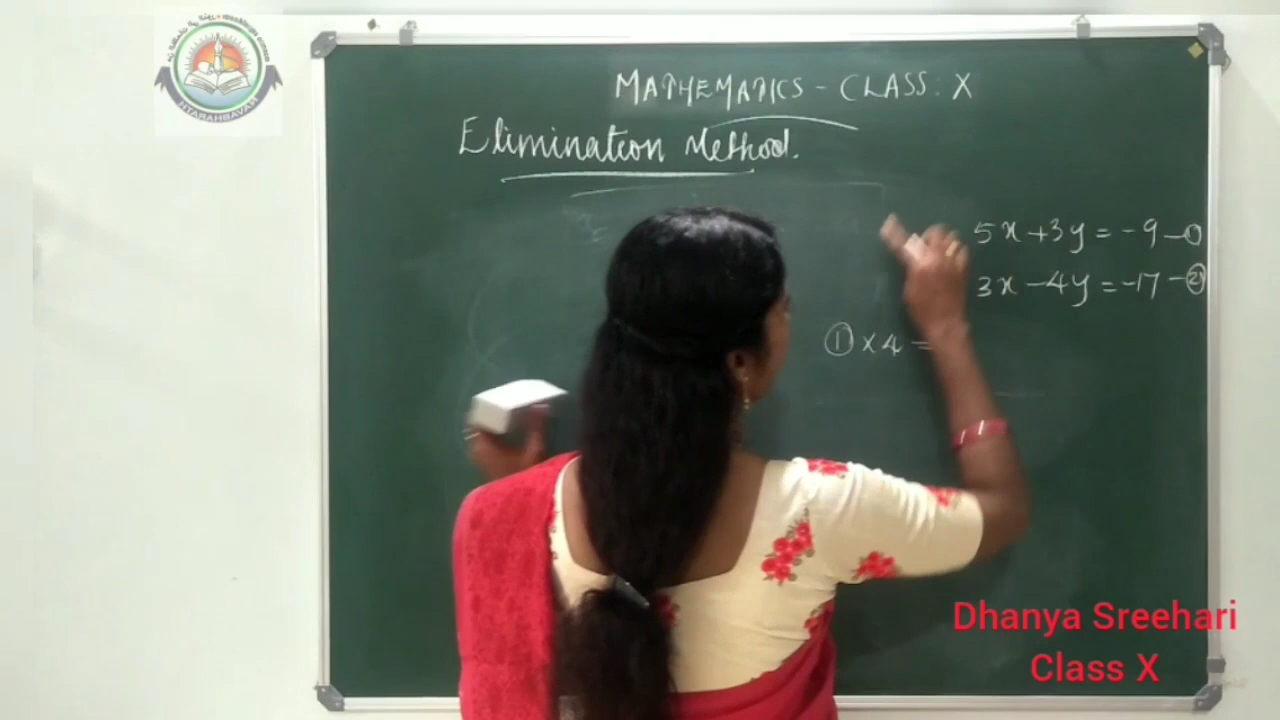 MATHEMATICS - CLASS: X
Elimination Method.
5x + 3y = -9 - ①
3x - 4y = -17 - ②
① x 4 =
Dhanya Sreehari
Class X